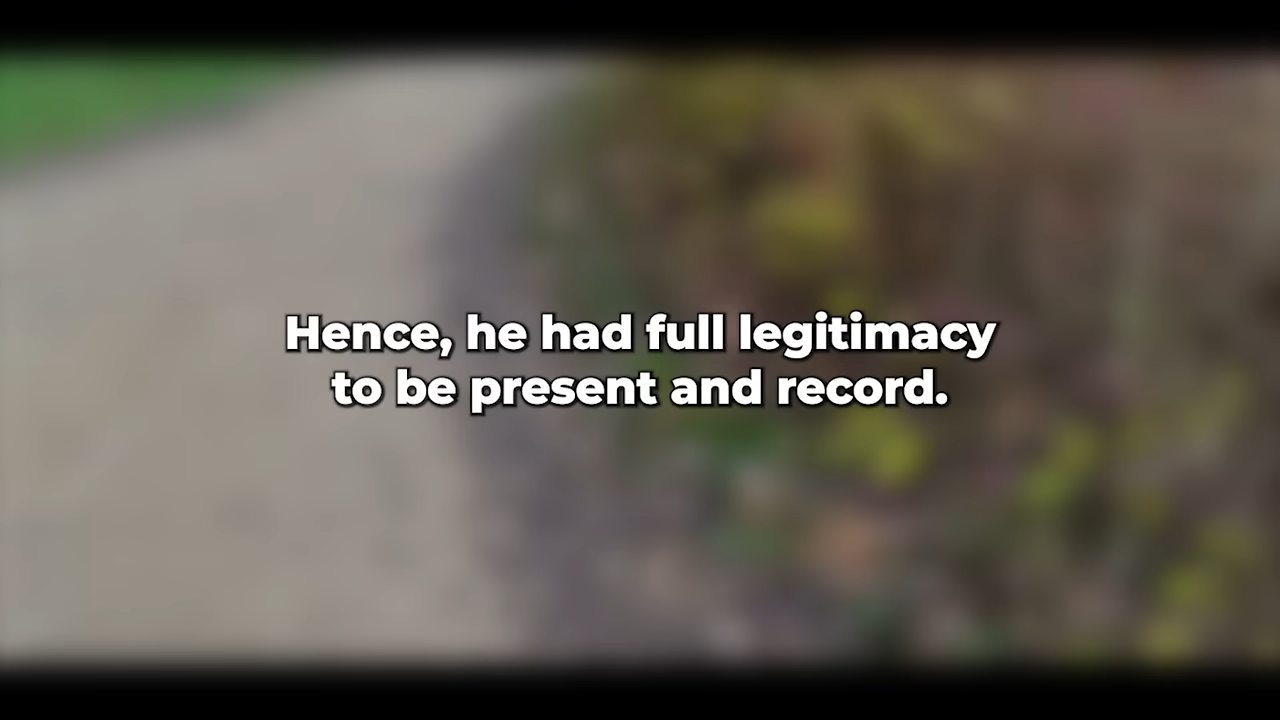 Hence, he had full legitimacy
to be present and record.